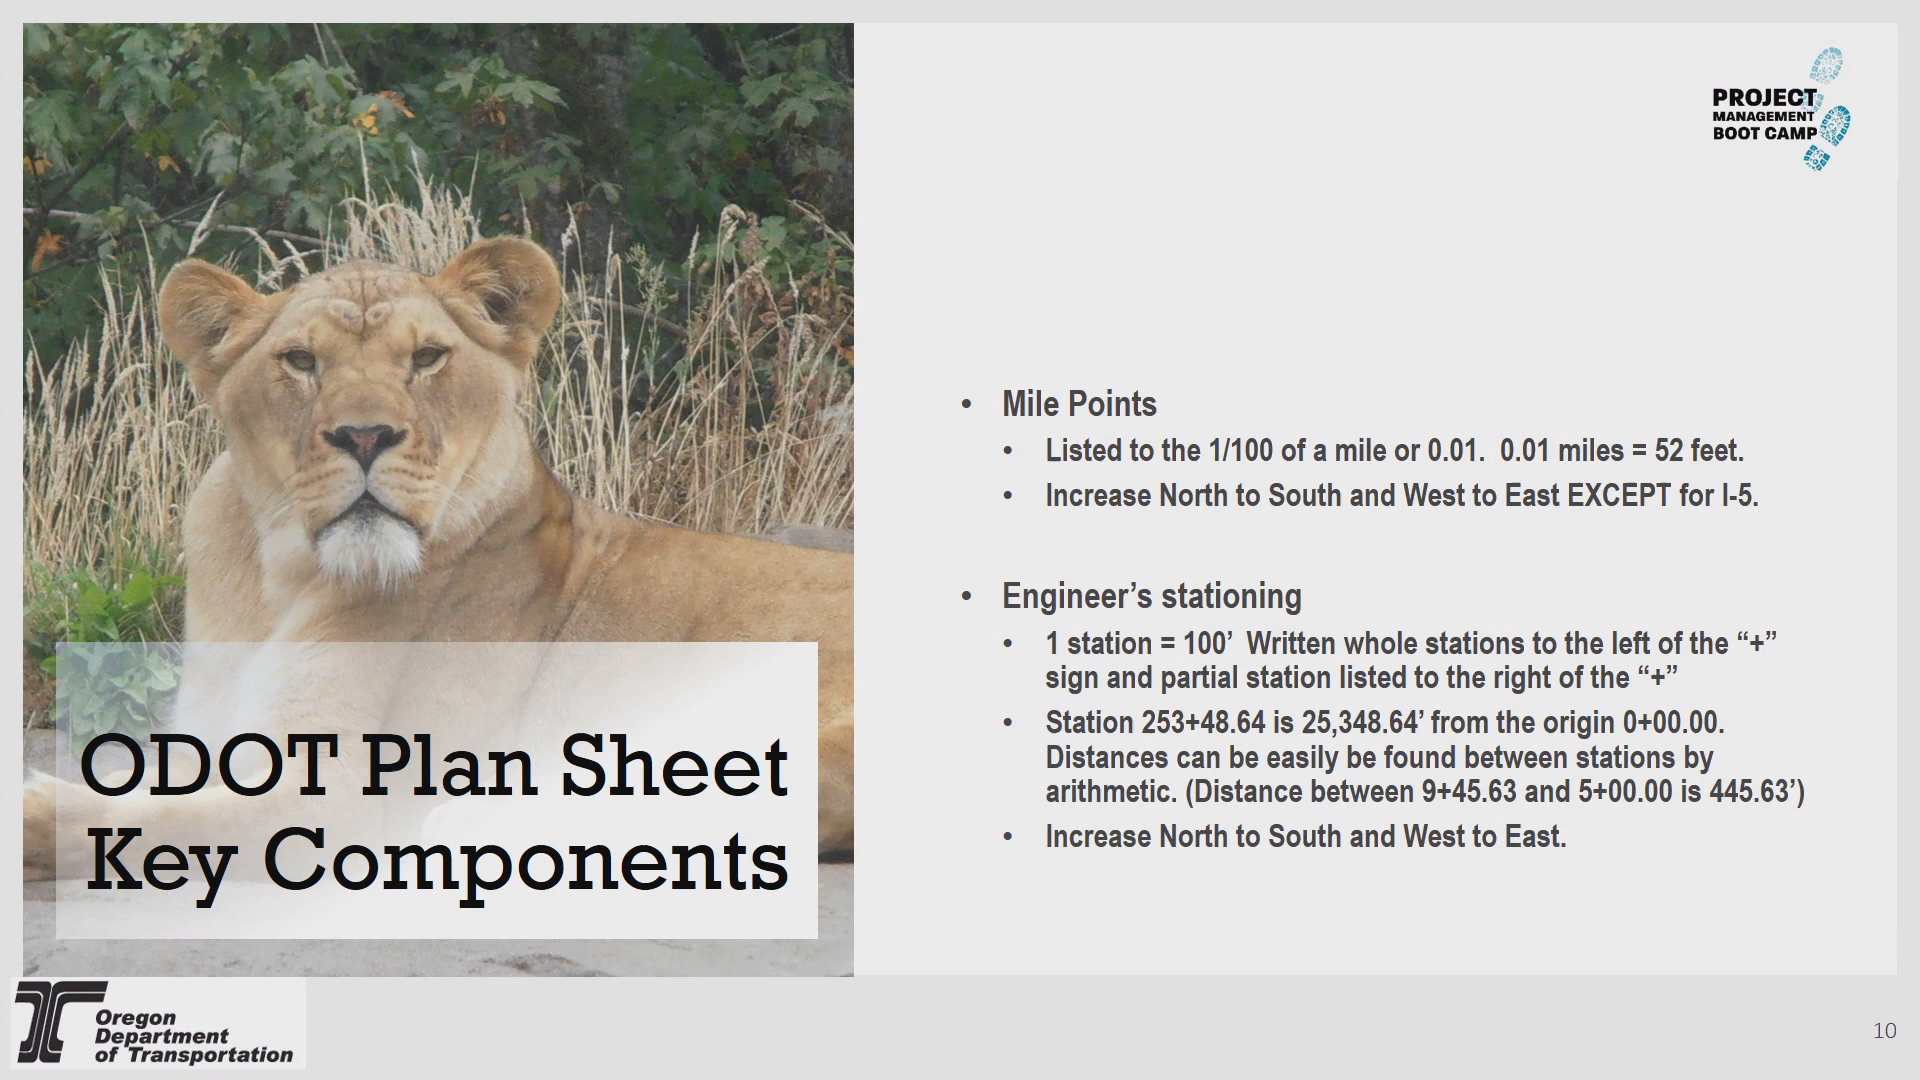 PROJECT
MANAGEMENT
BOOT CAMP
ODOT Plan Sheet
Key Components
• Mile Points
• Listed to the 1/100 of a mile or 0.01.  0.01 miles = 52 feet.
• Increase North to South and West to East EXCEPT for I-5.
• Engineer’s stationing
• 1 station = 100’  Written whole stations to the left of the “+”
sign and partial station listed to the right of the “+”
• Station 253+48.64 is 25,348.64’ from the origin 0+00.00.
Distances can be easily be found between stations by
arithmetic. (Distance between 9+45.63 and 5+00.00 is 445.63’)
• Increase North to South and West to East.
Oregon
Department
of Transportation
10